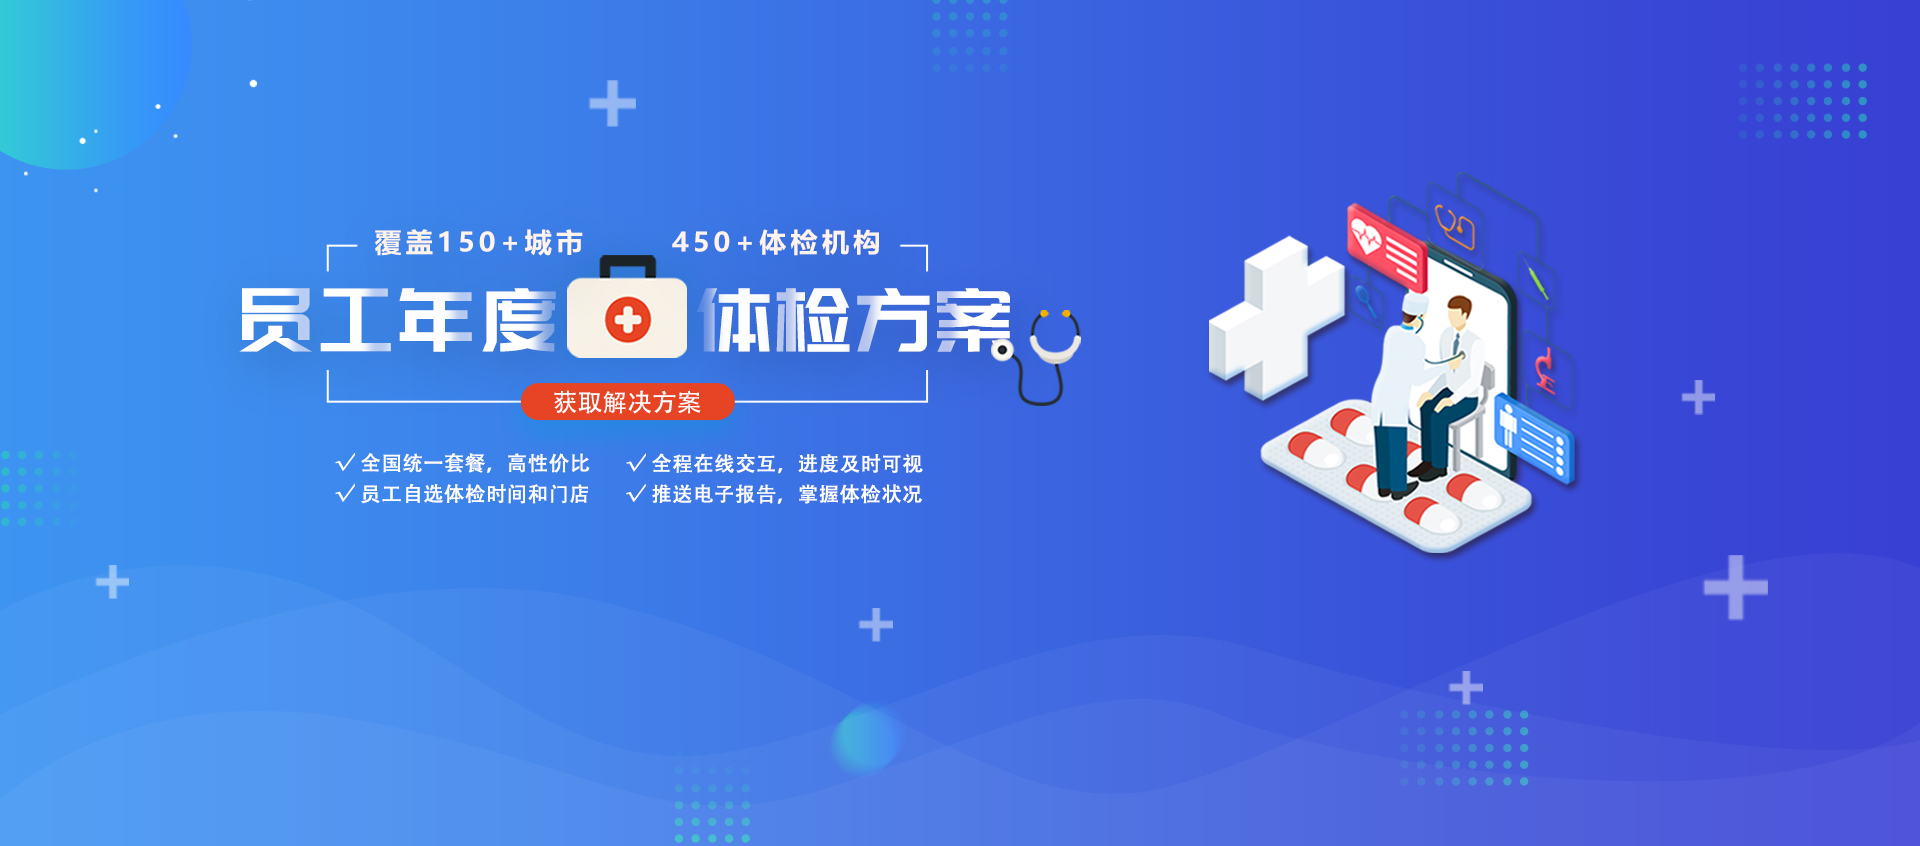 覆盖150+城市 450+体检机构
员工年度体检方案
获取解决方案
√全国统一套餐，高性价比 √全程在线交互，进度及时可视
√员工自选体检时间和门店 √推送电子报告，掌握体检状况